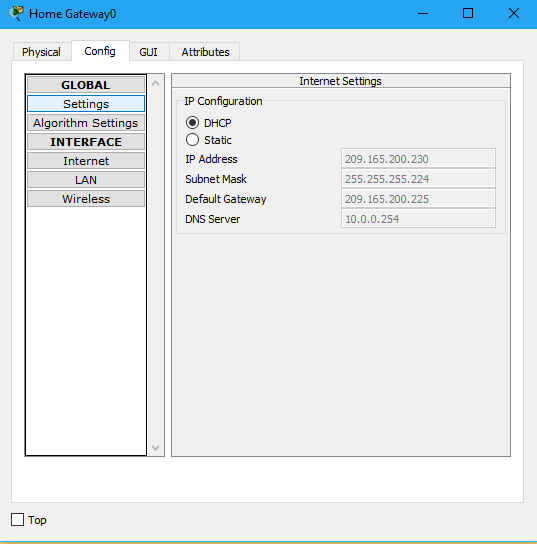 Home Gateway0
Physical Config GUI Attributes
GLOBAL
Settings
Algorithm Settings
INTERFACE
Internet
LAN
Wireless
Internet Settings
IP Configuration
DHCP
Static
IP Address 209.165.200.230
Subnet Mask 255.255.255.224
Default Gateway 209.165.200.225
DNS Server 10.0.0.254
Top